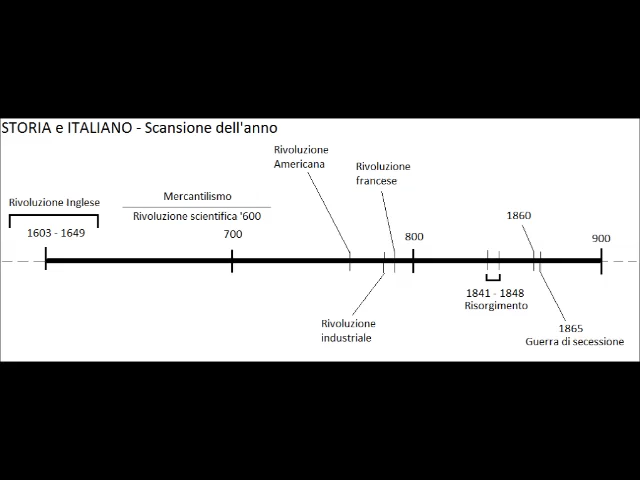 STORIA e ITALIANO - Scansione dell'anno
Rivoluzione
Americana
Rivoluzione
francese
Rivoluzione Inglese
1603 - 1649
Mercantilismo
Rivoluzione scientifica '600
700
800
1860
900
1841 - 1848
Risorgimento
Rivoluzione
industriale
1865
Guerra di secessione